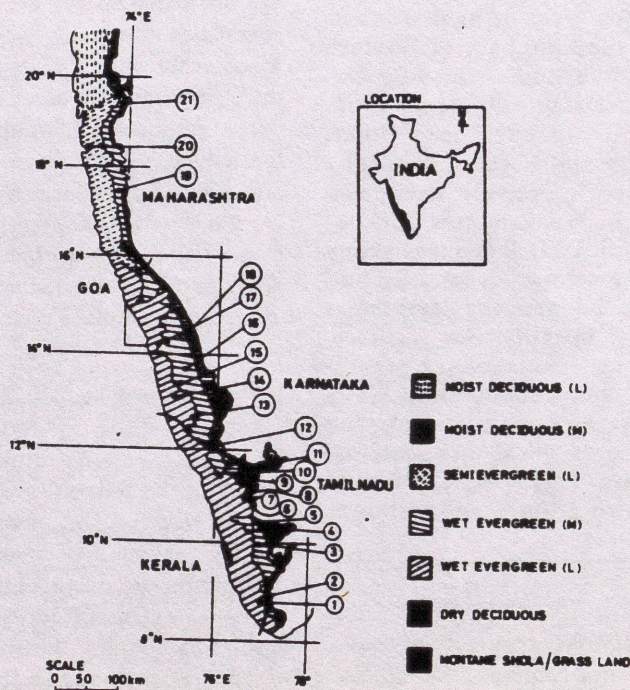 74°E
20°N
21
LOCATION
20
18°N
INDIA
19
MAHARASHTRA
16°N
GOA
18
17
16
14°N
15
14
KARNATAKA
MOIST DECIDUOUS (L)
13
12
MOIST DECIDUOUS (M)
12°N
11
10
SEMIEVERGREEN (L)
9
TAMILNADU
8
7
6
5
WET EVERGREEN (M)
4
10°N
3
KERALA
WET EVERGREEN (L)
2
1
DRY DECIDUOUS
8°N
MONTANE SHOLA/GRASS LAND
SCALE
76°E
78°
0 50 100km